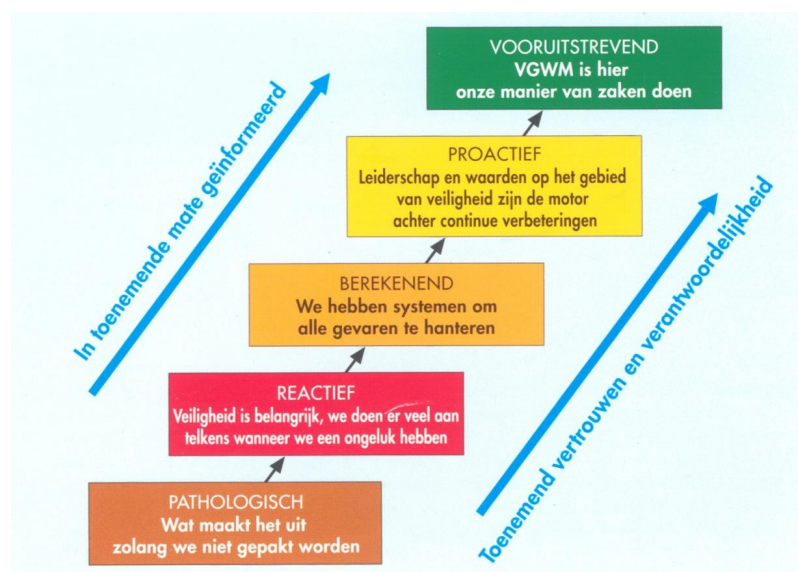 VOORUITSTREVEND
VGWM is hier
onze manier van zaken doen
In toenemende mate geïnformeerd
PROACTIEF
Leiderschap en waarden op het gebied
van veiligheid zijn de motor
achter continue verbeteringen
Toenemend vertrouwen en verantwoordelijkheid
BEREKENEND
We hebben systemen om
alle gevaren te hanteren
REACTIEF
Veiligheid is belangrijk, we doen er veel aan
telkens wanneer we een ongeluk hebben
PATHOLOGISCH
Wat maakt het uit
zolang we niet gepakt worden